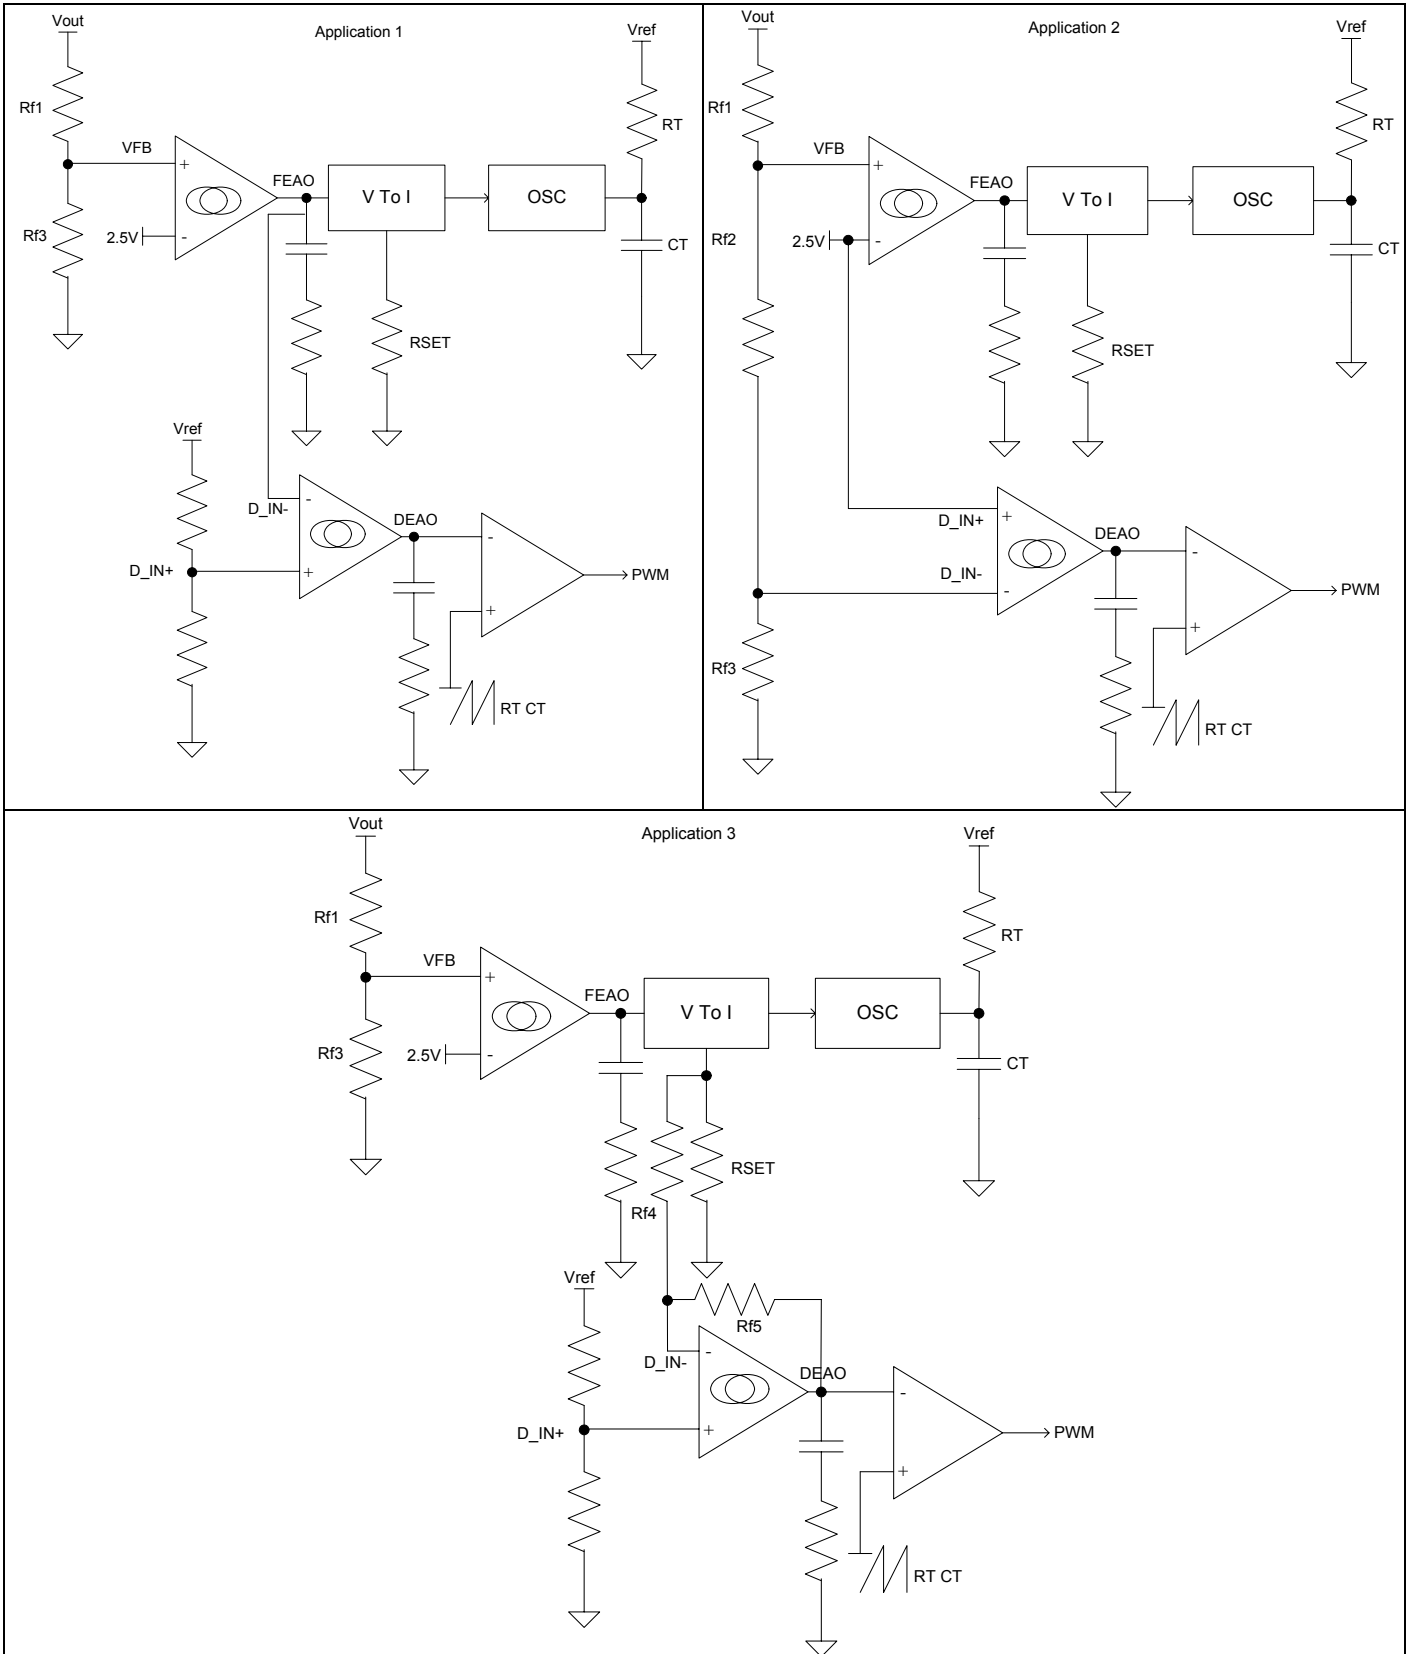 Application 1
Vout
Vref
Rf1
RT
VFB
+
FEAO
V To I
OSC
Rf3
2.5V
-
CT
RSET
Vref
D_IN-
-
DEAO
-
D_IN+
+
PWM
+
RT CT
Application 2
Vout
Vref
Rf1
RT
VFB
+
FEAO
V To I
OSC
Rf2
2.5V
-
CT
RSET
D_IN+
+
DEAO
-
D_IN-
-
PWM
+
Rf3
RT CT
Application 3
Vout
Vref
Rf1
RT
VFB
+
FEAO
V To I
OSC
Rf3
2.5V
-
CT
RSET
Rf4
Vref
Rf5
D_IN-
-
DEAO
-
D_IN+
+
PWM
+
RT CT